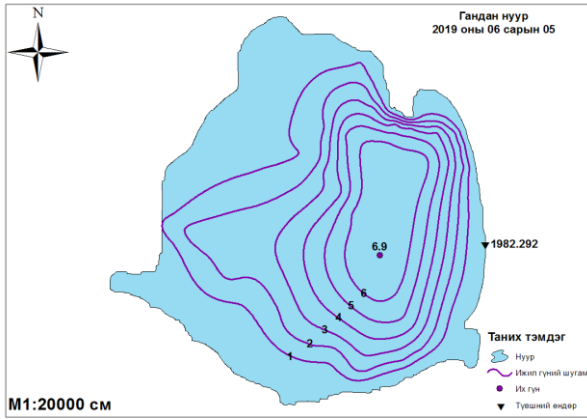 N
Гандан нуур
2019 оны 06 сарын 05
6.9
1982.292
6
5
4
3
2
1
Таних тэмдэг
Нуур
Ижил гүний шугам
Их гүн
Түвшний өндөр
М1:20000 см